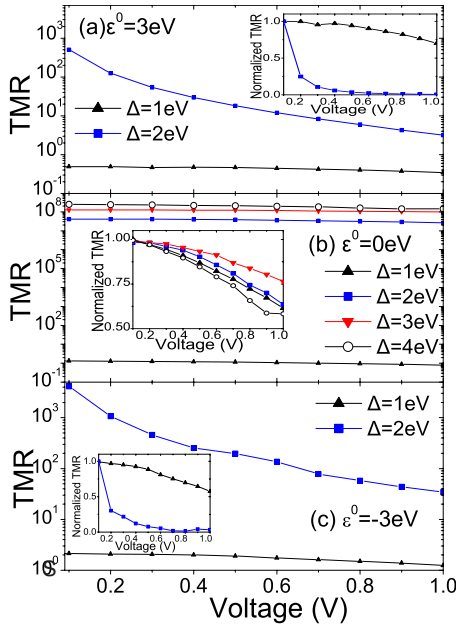 (a)ε⁰=3eV
TMR
10³
10²
10¹
10⁰
10⁻¹
Δ=1eV
Δ=2eV
Normalized TMR
1.0
0.5
0.0
0.2 0.4 0.6 0.8 1.0
Voltage (V)
(b) ε⁰=0eV
TMR
10⁸
10⁵
10²
10⁻¹
Δ=1eV
Δ=2eV
Δ=3eV
Δ=4eV
Normalized TMR
1.00
0.75
0.50
0.2 0.4 0.6 0.8 1.0
Voltage (V)
(c) ε⁰=-3eV
TMR
10³
10²
10¹
10⁰
Δ=1eV
Δ=2eV
Normalized TMR
1.0
0.5
0.0
0.2 0.4 0.6 0.8 1.0
Voltage (V)
0.2 0.4 0.6 0.8 1.0
Voltage (V)